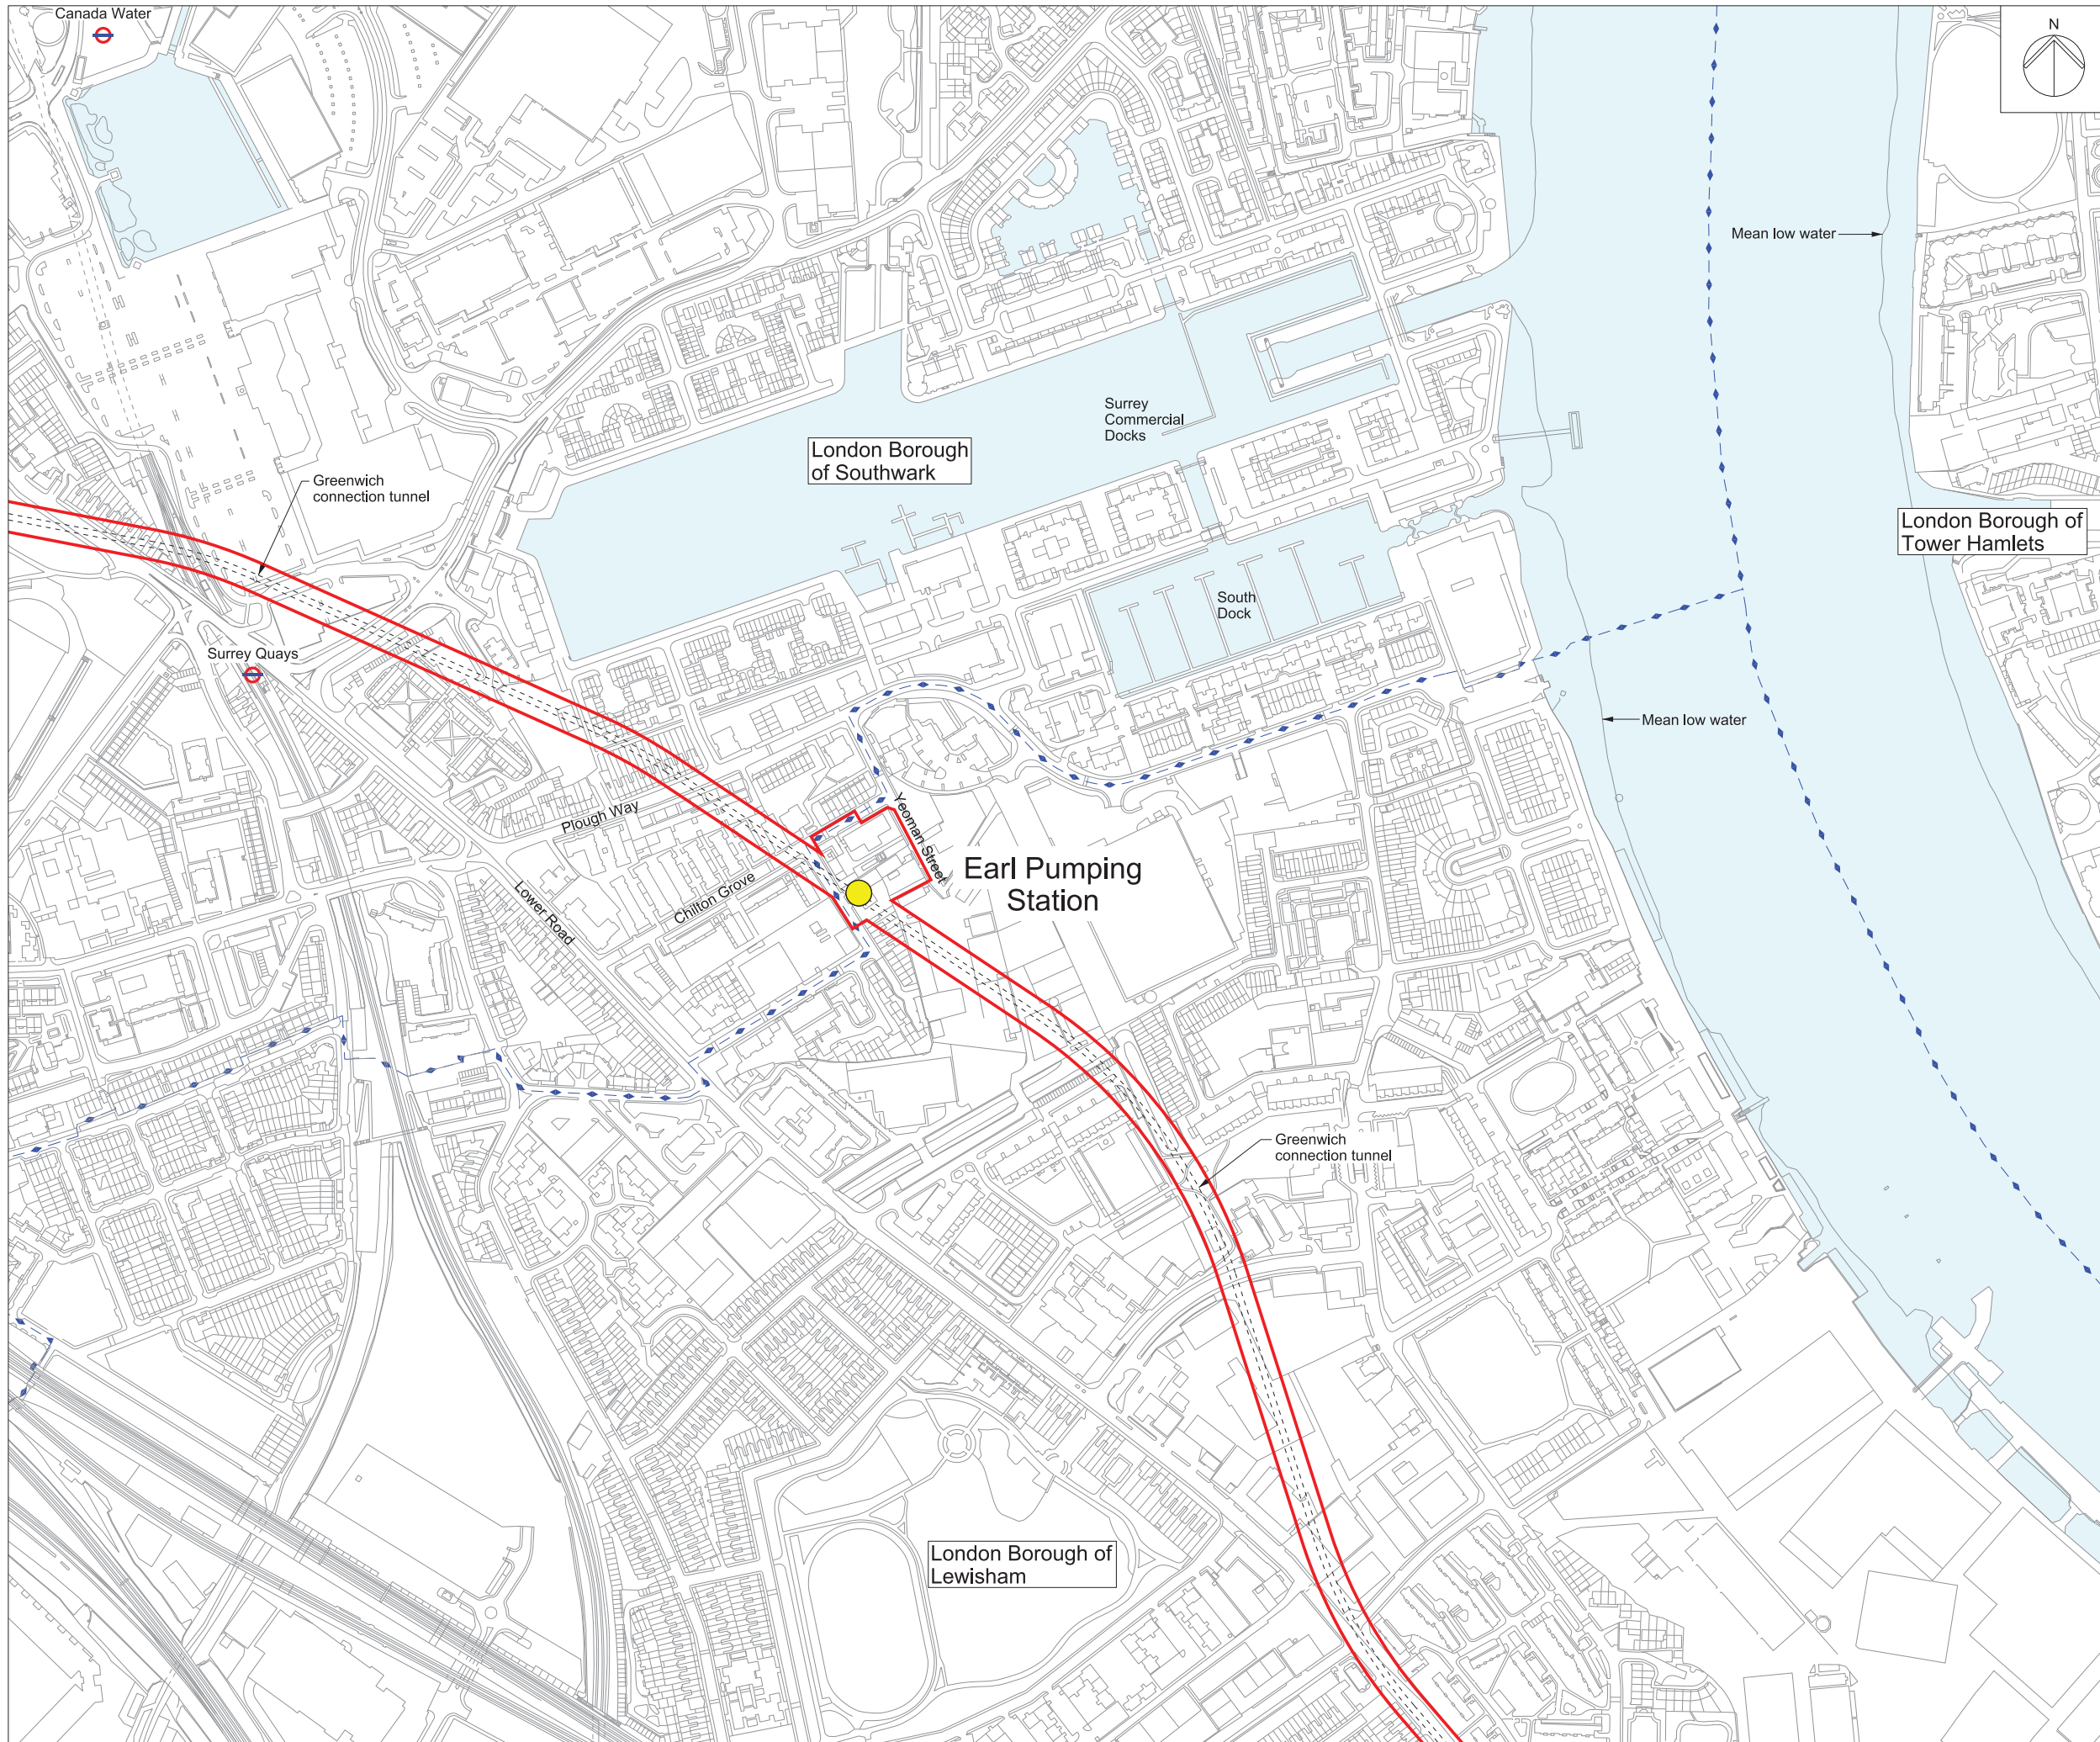 Canada Water
N
Mean low water
Surrey
Commercial
Docks
London Borough
of Southwark
Greenwich
connection tunnel
London Borough of
Tower Hamlets
South
Dock
Surrey Quays
Mean low water
Plough Way
Yeoman Street
Earl Pumping
Station
Chilton Grove
Lower Road
Greenwich
connection tunnel
London Borough of
Lewisham